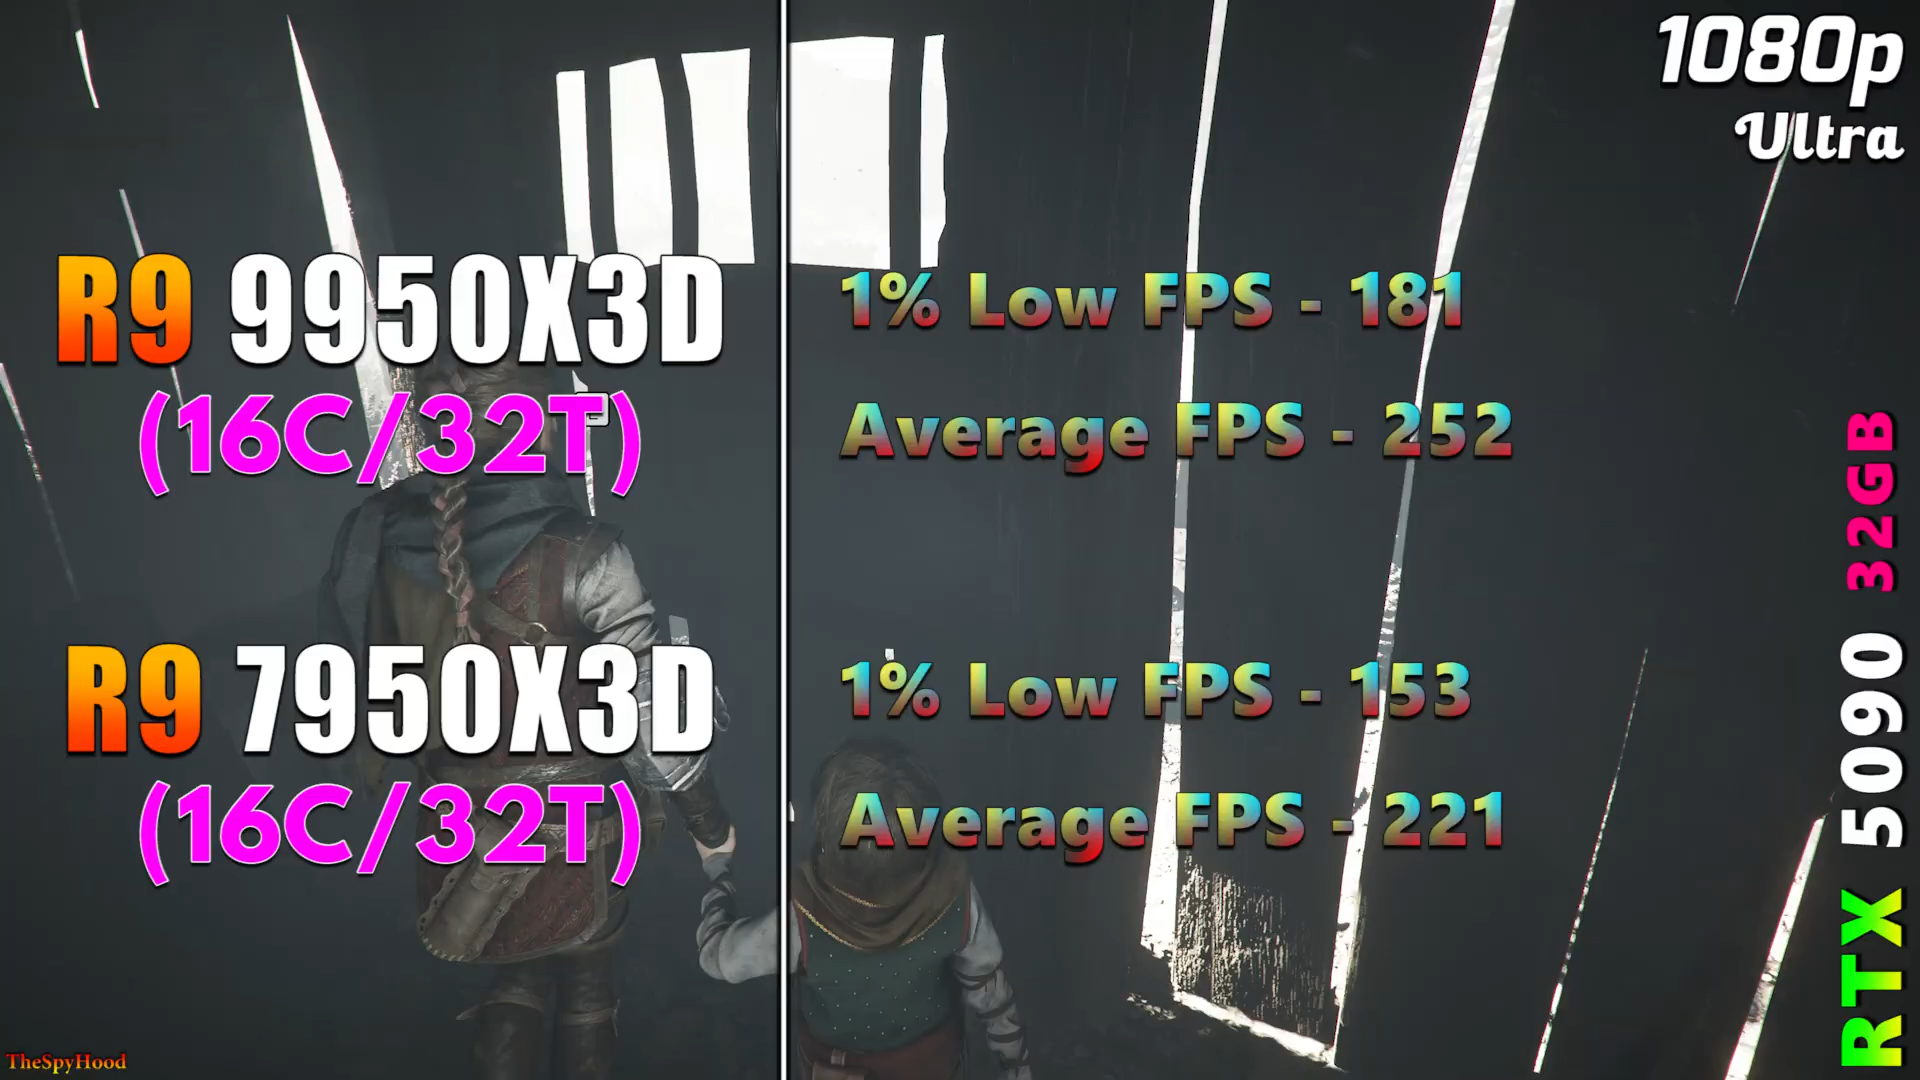 1080p
Ultra
R9 9950X3D
(16C/32T)
1% Low FPS - 181
Average FPS - 252
R9 7950X3D
(16C/32T)
1% Low FPS - 153
Average FPS - 221
RTX 5090 32GB
TheSpyHood